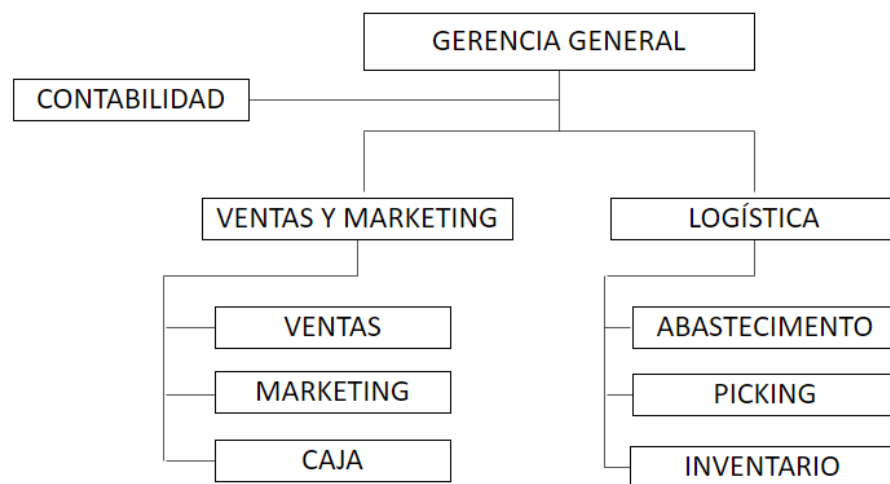 GERENCIA GENERAL
CONTABILIDAD
VENTAS Y MARKETING
LOGÍSTICA
VENTAS
ABASTECIMENTO
MARKETING
PICKING
CAJA
INVENTARIO